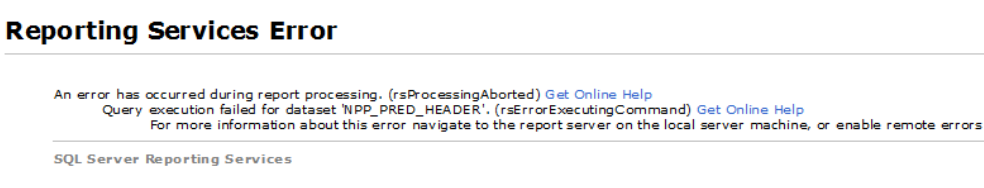 Reporting Services Error
An error has occurred during report processing. (rsProcessingAborted) Get Online Help
Query execution failed for dataset 'NPP_PRED_HEADER'. (rsErrorExecutingCommand) Get Online Help
For more information about this error navigate to the report server on the local server machine, or enable remote errors
SQL Server Reporting Services